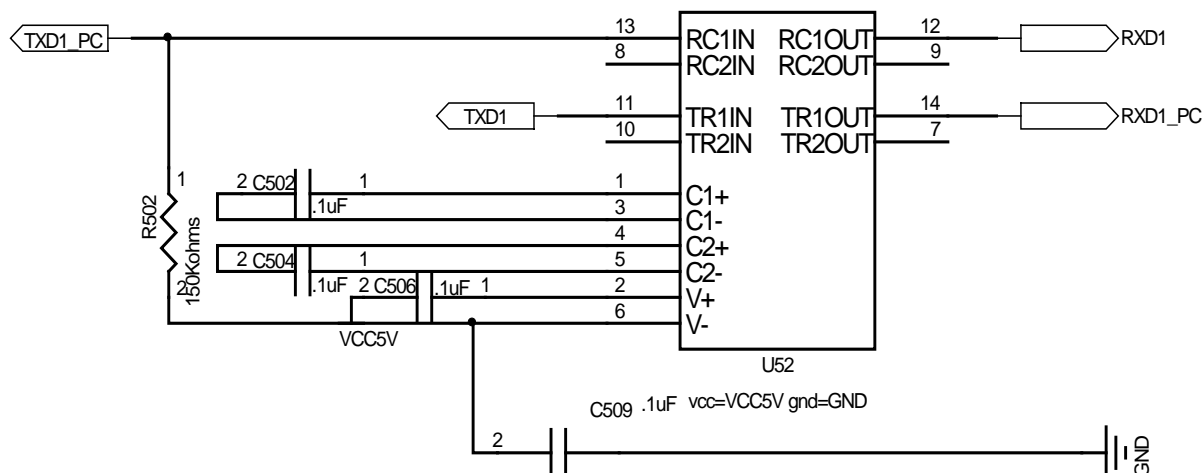 TXD1_PC
13 RC1IN RC1OUT 12 RXD1
8 RC2IN RC2OUT 9
TXD1 11 TR1IN TR1OUT 14 RXD1_PC
10 TR2IN TR2OUT 7
1 2 C502 1 1 C1+
R502 150Kohms .1uF 3 C1-
4 C2+
2 C504 1 5 C2-
2 .1uF 2 C506 .1uF 1 2 V+
VCC5V 6 V-
U52
C509 .1uF vcc=VCC5V gnd=GND
2 GND